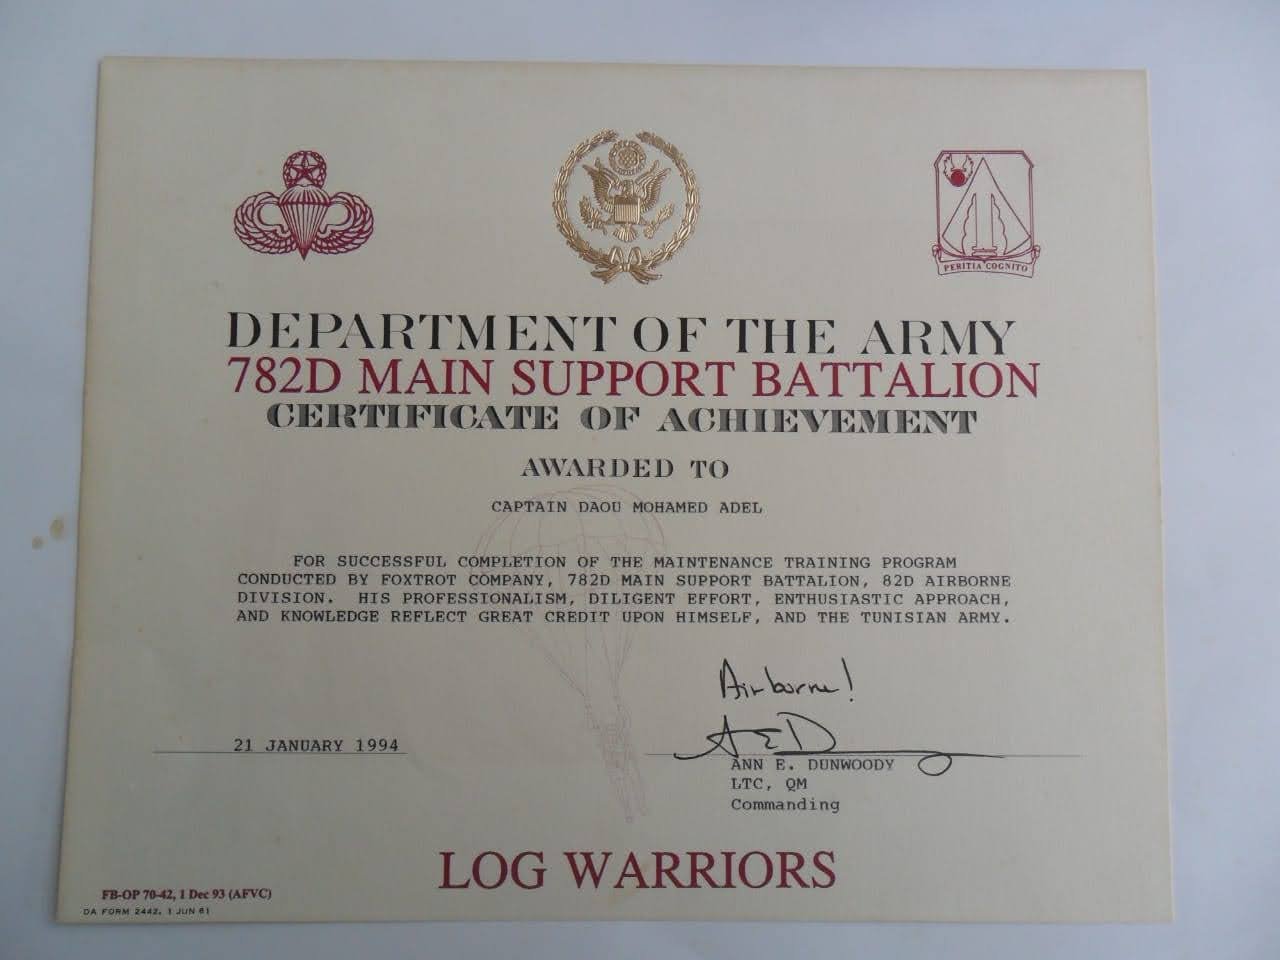 PERITIA COGNITO
DEPARTMENT OF THE ARMY
782D MAIN SUPPORT BATTALION
CERTIFICATE OF ACHIEVEMENT
AWARDED TO
CAPTAIN DAOU MOHAMED ADEL
FOR SUCCESSFUL COMPLETION OF THE MAINTENANCE TRAINING PROGRAM
CONDUCTED BY FOXTROT COMPANY, 782D MAIN SUPPORT BATTALION, 82D AIRBORNE
DIVISION. HIS PROFESSIONALISM, DILIGENT EFFORT, ENTHUSIASTIC APPROACH,
AND KNOWLEDGE REFLECT GREAT CREDIT UPON HIMSELF, AND THE TUNISIAN ARMY.
Airborne!
AED
21 JANUARY 1994
ANN E. DUNWOODY
LTC, QM
Commanding
LOG WARRIORS
FB-OP 70-42, 1 Dec 93 (AFVC)
DA FORM 2442, 1 JUN 61